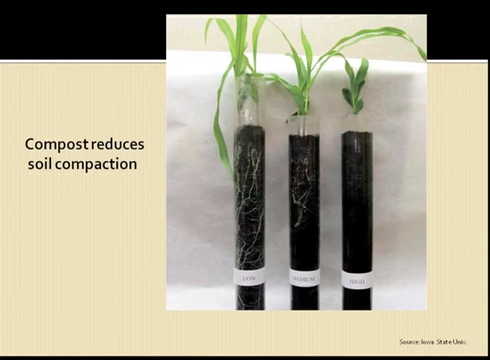 Compost reduces
soil compaction
LOW
MEDIUM
HIGH
Source: Iowa State Univ.